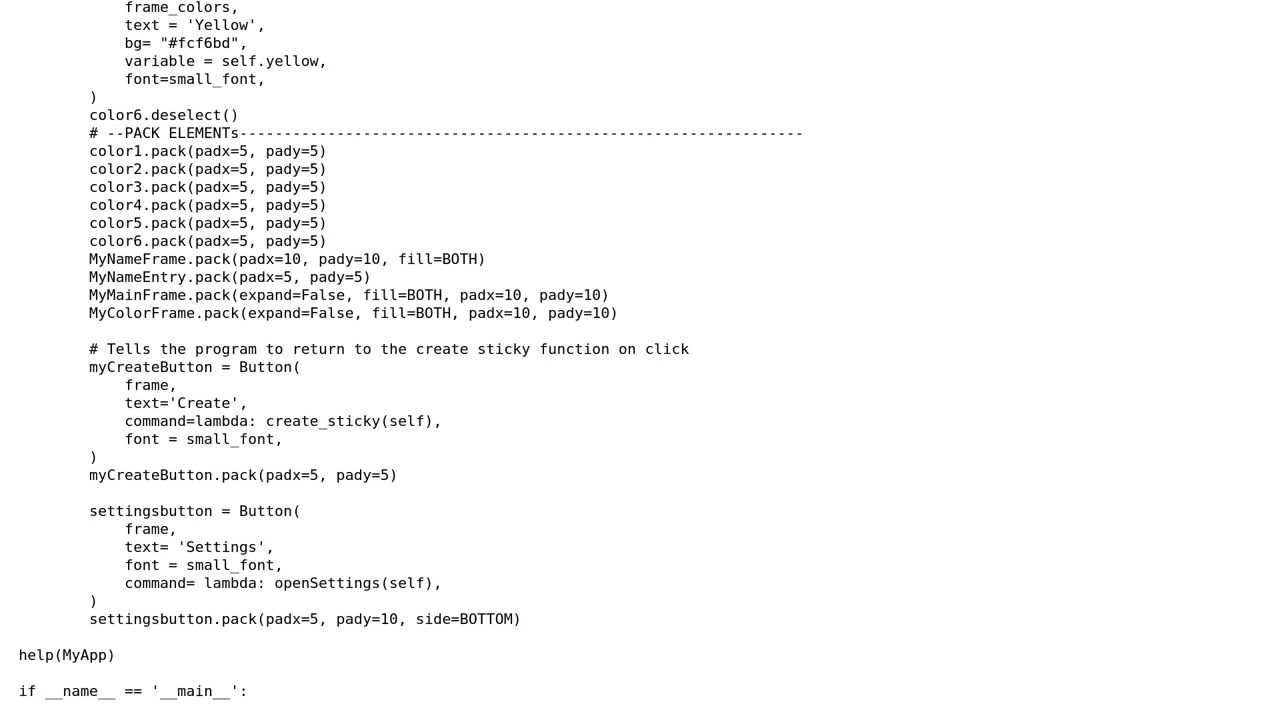 frame_colors,
            text = 'Yellow',
            bg= "#fcf6bd",
            variable = self.yellow,
            font=small_font,
        )
        color6.deselect()
        # --PACK ELEMENTs----------------------------------------------------------------
        color1.pack(padx=5, pady=5)
        color2.pack(padx=5, pady=5)
        color3.pack(padx=5, pady=5)
        color4.pack(padx=5, pady=5)
        color5.pack(padx=5, pady=5)
        color6.pack(padx=5, pady=5)
        MyNameFrame.pack(padx=10, pady=10, fill=BOTH)
        MyNameEntry.pack(padx=5, pady=5)
        MyMainFrame.pack(expand=False, fill=BOTH, padx=10, pady=10)
        MyColorFrame.pack(expand=False, fill=BOTH, padx=10, pady=10)

        # Tells the program to return to the create sticky function on click
        myCreateButton = Button(
            frame,
            text='Create',
            command=lambda: create_sticky(self),
            font = small_font,
        )
        myCreateButton.pack(padx=5, pady=5)

        settingsbutton = Button(
            frame,
            text= 'Settings',
            font = small_font,
            command= lambda: openSettings(self),
        )
        settingsbutton.pack(padx=5, pady=10, side=BOTTOM)

help(MyApp)

if __name__ == '__main__':